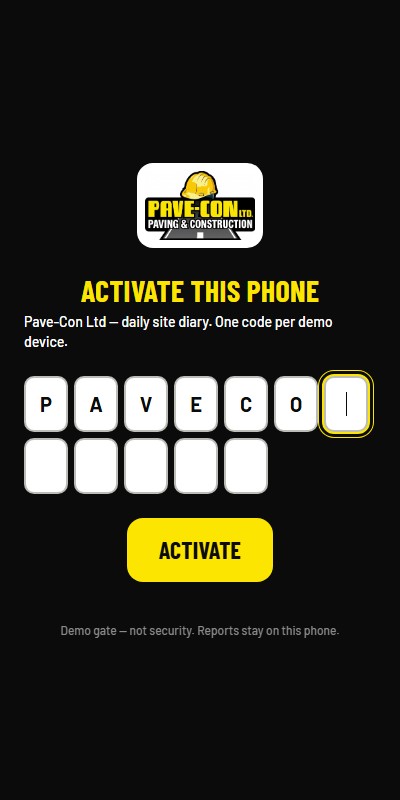 PAVE-CON LTD.
PAVING & CONSTRUCTION
ACTIVATE THIS PHONE
Pave-Con Ltd — daily site diary. One code per demo
device.
P A V E C O
ACTIVATE
Demo gate — not security. Reports stay on this phone.